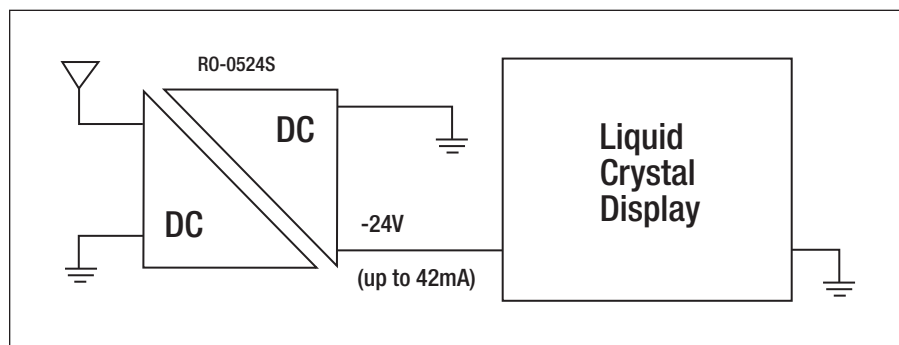 RO-0524S
DC
DC
-24V
(up to 42mA)
Liquid
Crystal
Display